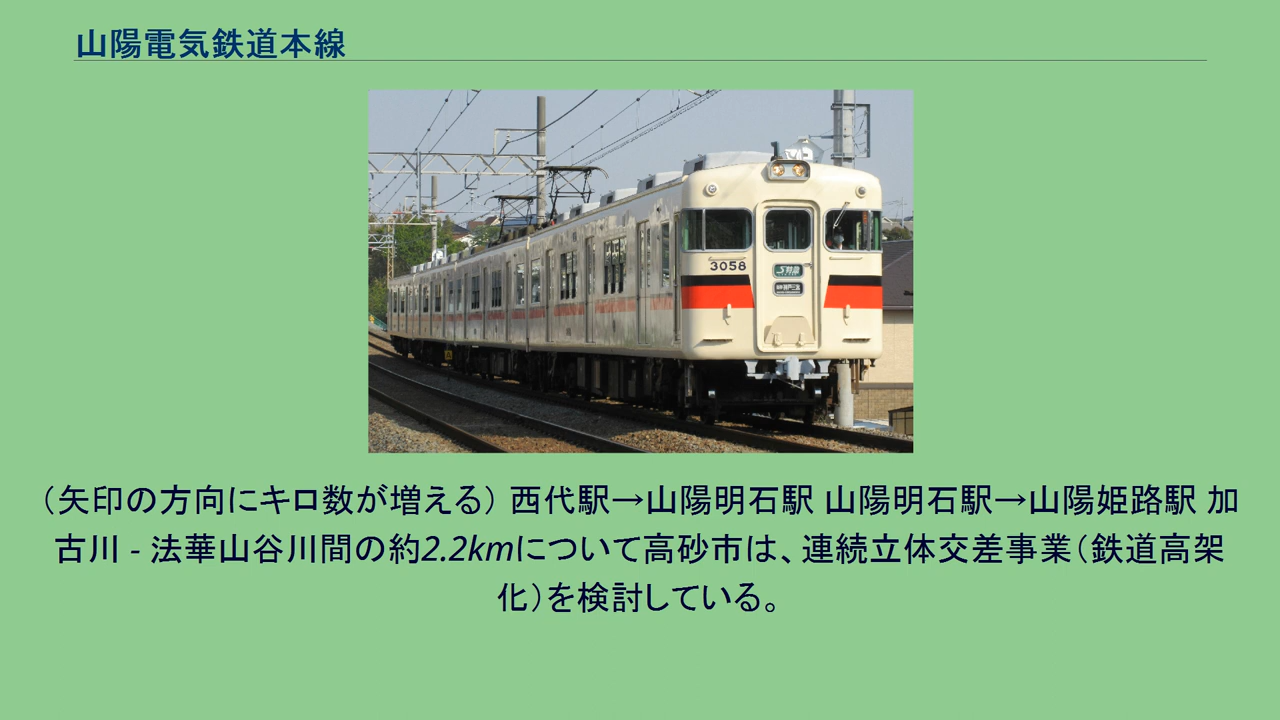 山陽電気鉄道本線
3058
S特急
（矢印の方向にキロ数が増える） 西代駅→山陽明石駅 山陽明石駅→山陽姫路駅 加
古川 - 法華山谷川間の約2.2kmについて高砂市は、連続立体交差事業（鉄道高架
化）を検討している。